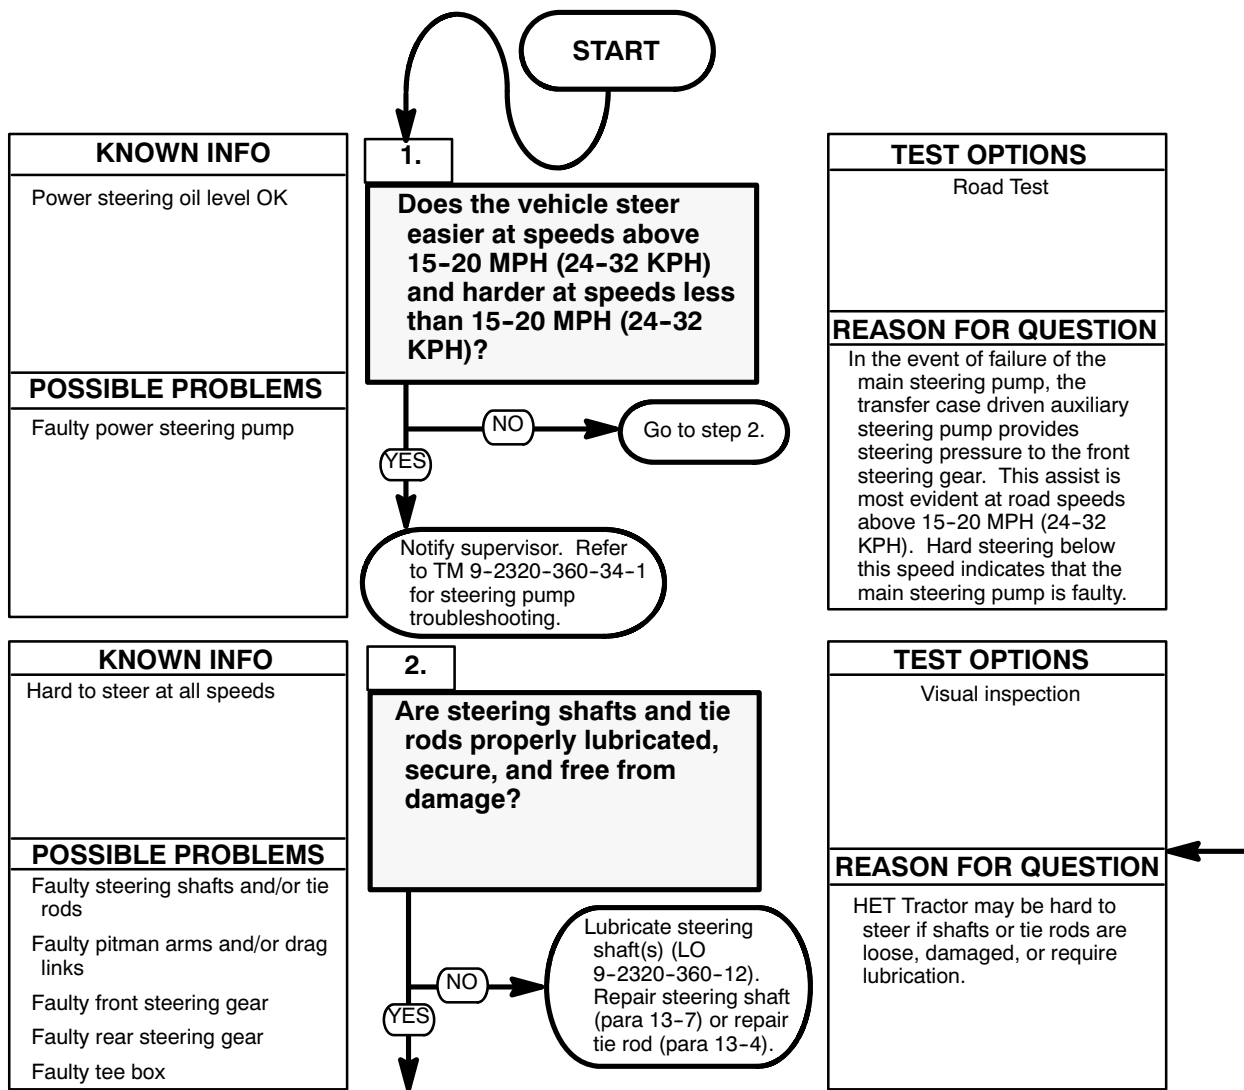 START
KNOWN INFO
Power steering oil level OK
POSSIBLE PROBLEMS
Faulty power steering pump
1.
Does the vehicle steer
easier at speeds above
15-20 MPH (24-32 KPH)
and harder at speeds less
than 15-20 MPH (24-32
KPH)?
NO
Go to step 2.
YES
Notify supervisor. Refer
to TM 9-2320-360-34-1
for steering pump
troubleshooting.
TEST OPTIONS
Road Test
REASON FOR QUESTION
In the event of failure of the
main steering pump, the
transfer case driven auxiliary
steering pump provides
steering pressure to the front
steering gear. This assist is
most evident at road speeds
above 15-20 MPH (24-32
KPH). Hard steering below
this speed indicates that the
main steering pump is faulty.
KNOWN INFO
Hard to steer at all speeds
POSSIBLE PROBLEMS
Faulty steering shafts and/or tie
rods
Faulty pitman arms and/or drag
links
Faulty front steering gear
Faulty rear steering gear
Faulty tee box
2.
Are steering shafts and tie
rods properly lubricated,
secure, and free from
damage?
NO
Lubricate steering
shaft(s) (LO
9-2320-360-12).
Repair steering shaft
(para 13-7) or repair
tie rod (para 13-4).
YES
TEST OPTIONS
Visual inspection
REASON FOR QUESTION
HET Tractor may be hard to
steer if shafts or tie rods are
loose, damaged, or require
lubrication.